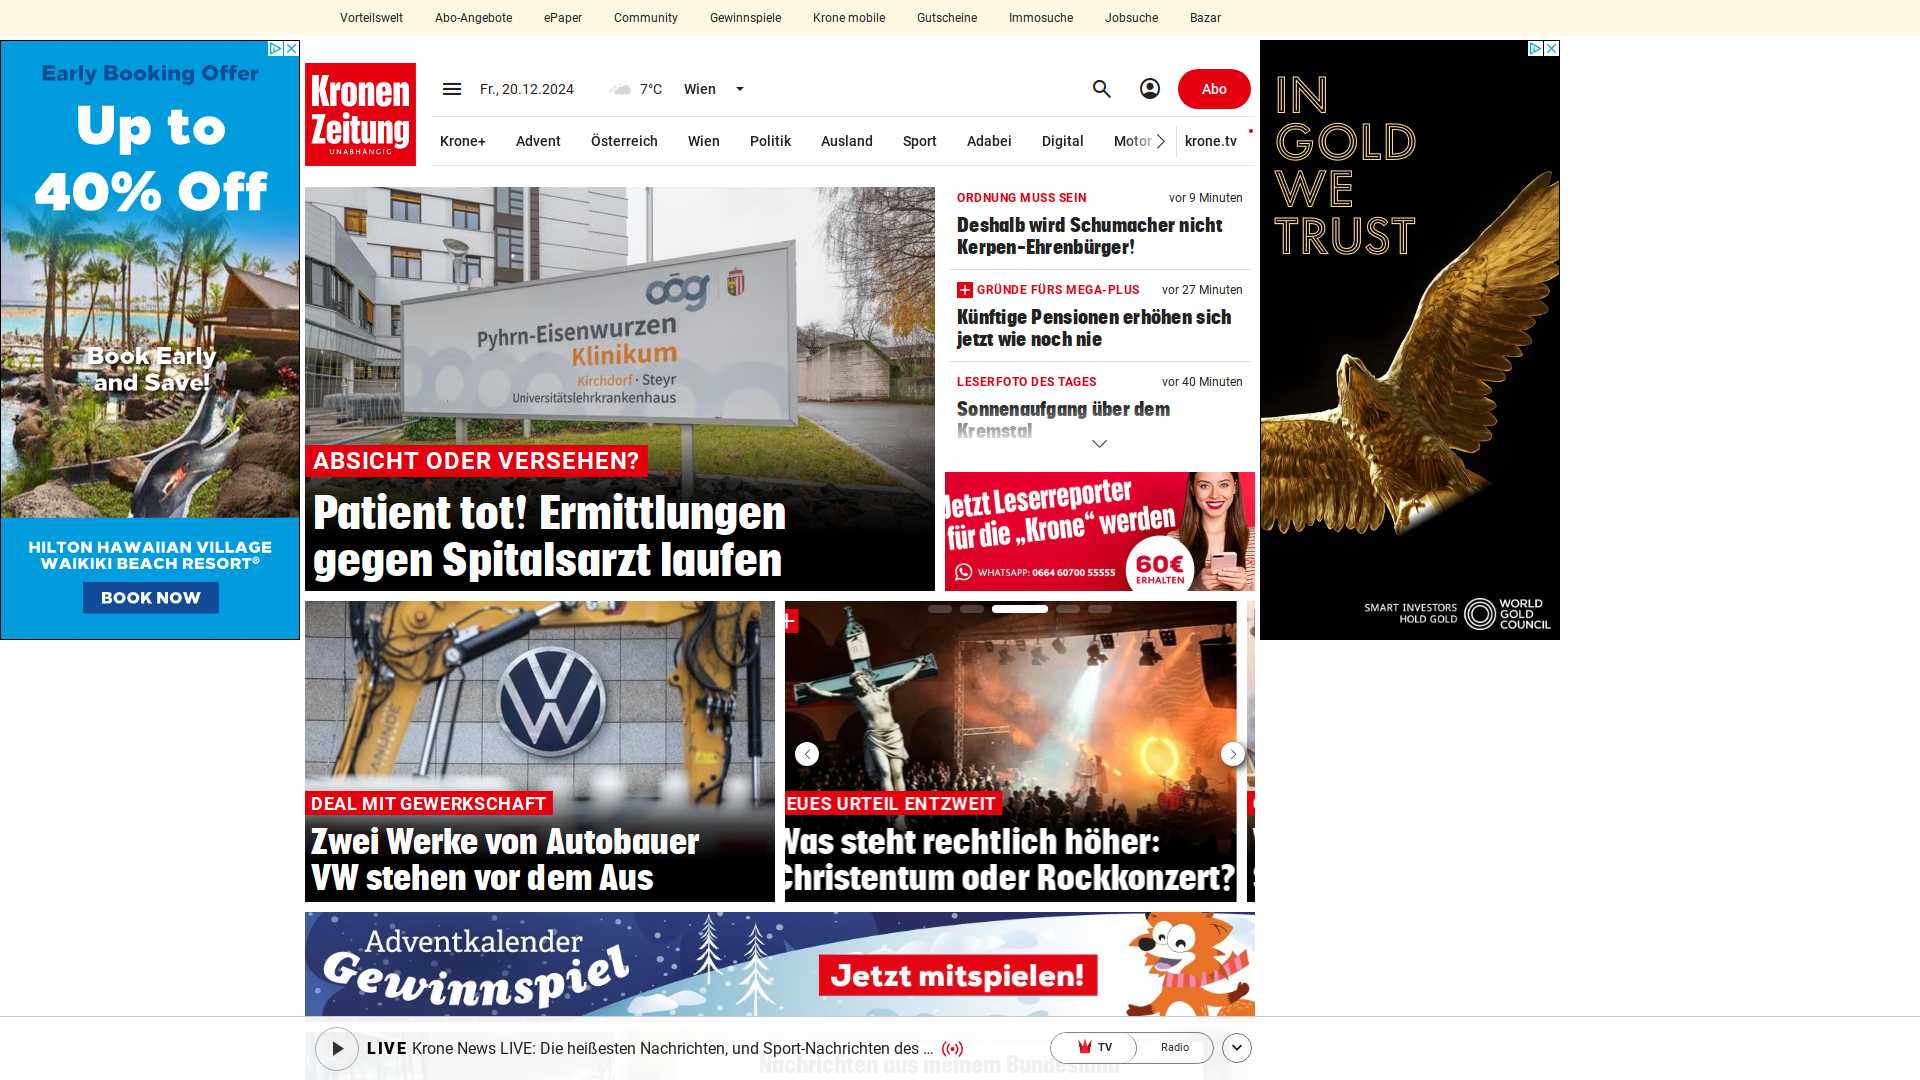 Vorteilswelt Abo-Angebote ePaper Community Gewinnspiele Krone mobile Gutscheine Immosuche Jobsuche Bazar
Early Booking Offer
Up to
40% Off
Book Early
and Save!
HILTON HAWAIIAN VILLAGE
WAIKIKI BEACH RESORT®
BOOK NOW
Kronen
Zeitung
UNABHÄNGIG
Fr., 20.12.2024 7°C Wien Abo
Krone+ Advent Österreich Wien Politik Ausland Sport Adabei Digital Motor krone.tv
oög
Pyhrn-Eisenwurzen
Klinikum
Kirchdorf · Steyr
Universitätslehrkrankenhaus
ABSICHT ODER VERSEHEN?
Patient tot! Ermittlungen
gegen Spitalsarzt laufen
ORDNUNG MUSS SEIN vor 9 Minuten
Deshalb wird Schumacher nicht
Kerpen-Ehrenbürger!
GRÜNDE FÜRS MEGA-PLUS vor 27 Minuten
Künftige Pensionen erhöhen sich
jetzt wie noch nie
LESERFOTO DES TAGES vor 40 Minuten
Sonnenaufgang über dem
Kremstal
Jetzt Leserreporter
für die „Krone“ werden
WHATSAPP: 0664 60700 55555
60€
ERHALTEN
IN
GOLD
WE
TRUST
SMART INVESTORS
HOLD GOLD
WORLD
GOLD
COUNCIL
DEAL MIT GEWERKSCHAFT
Zwei Werke von Autobauer
VW stehen vor dem Aus
EUES URTEIL ENTZWEIT
Was steht rechtlich höher:
Christentum oder Rockkonzert?
Adventkalender
Gewinnspiel
Jetzt mitspielen!
LIVE Krone News LIVE: Die heißesten Nachrichten, und Sport-Nachrichten des ...
TV Radio
Nachrichten aus meinem Bundesland